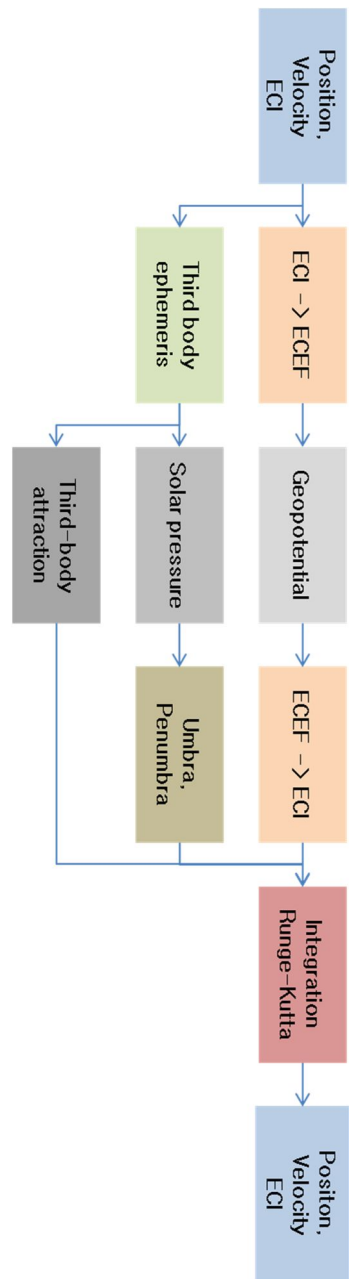 Position,
Velocity
ECI
ECI -> ECEF
Geopotential
ECEF -> ECI
Integration
Runge-Kutta
Positon,
Velocity
ECI
Third body
ephemeris
Solar pressure
Umbra,
Penumbra
Third-body
attraction